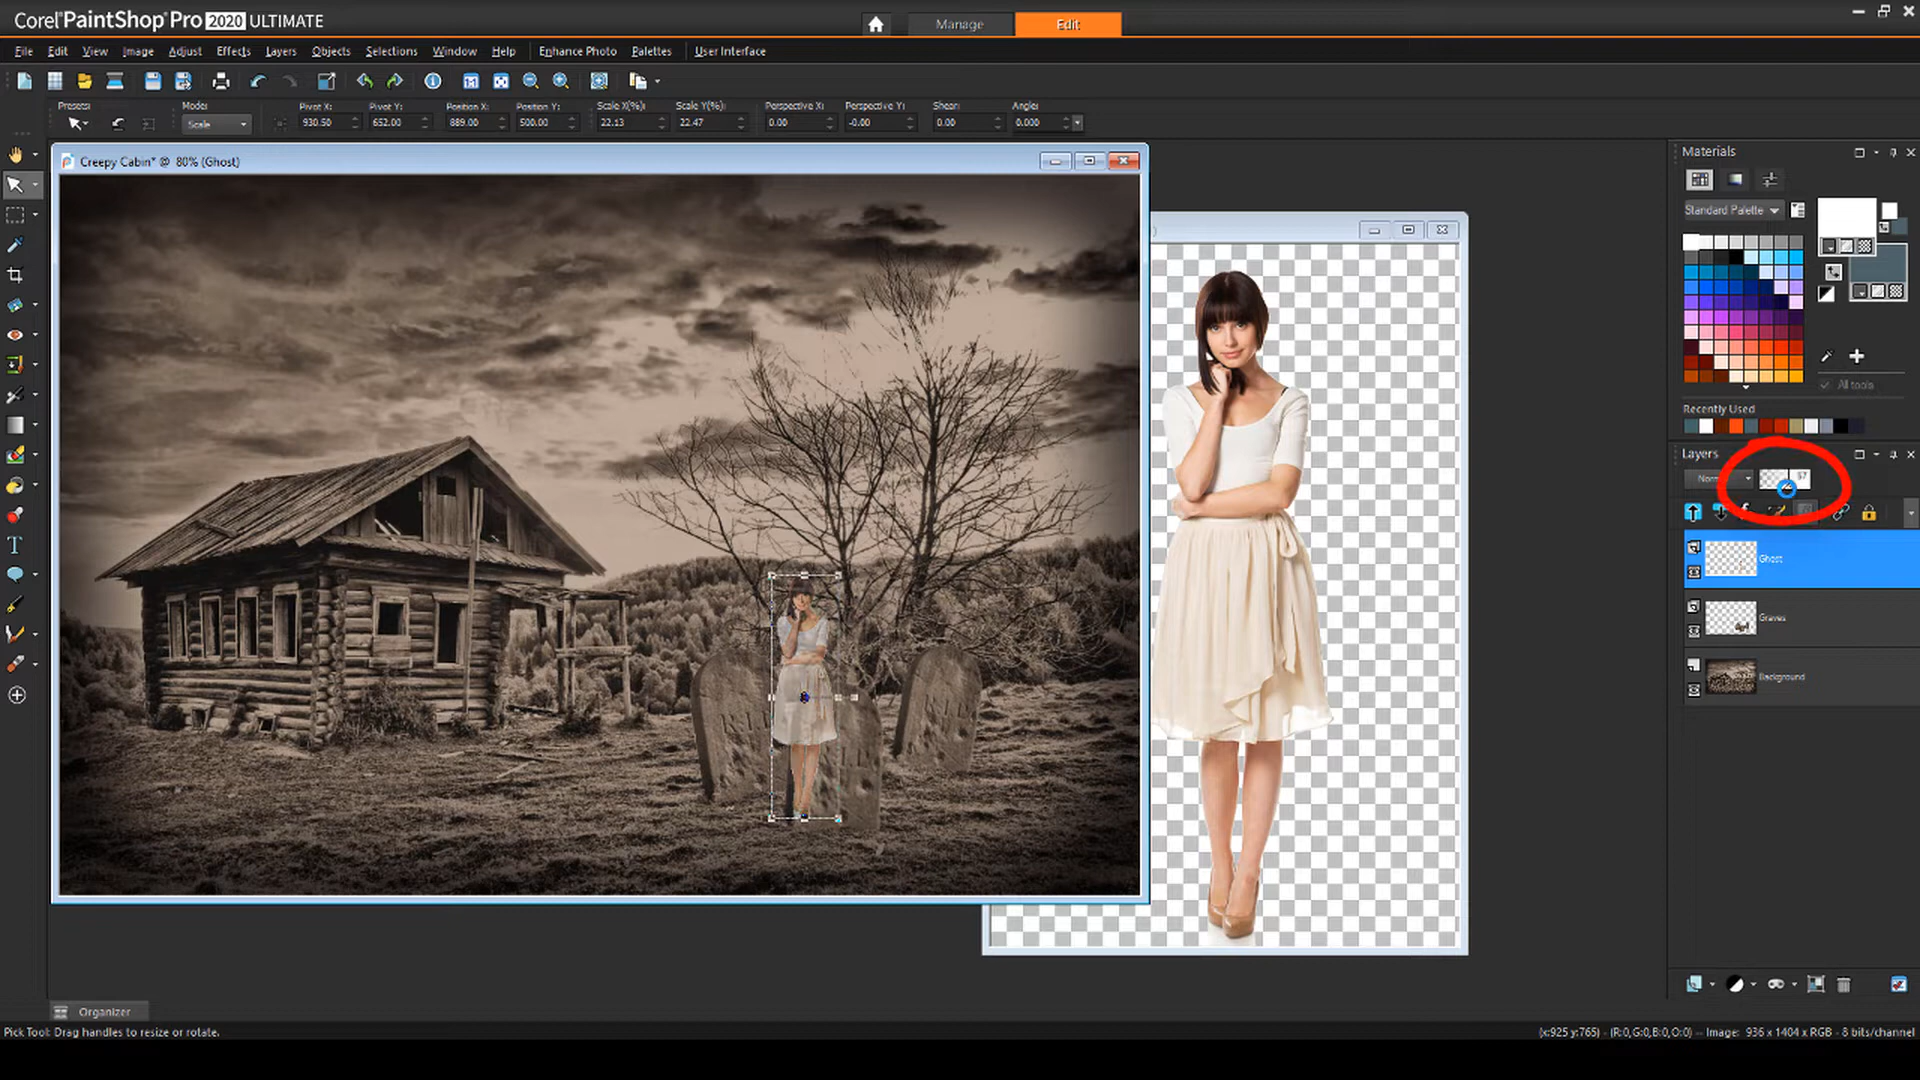 Corel PaintShop Pro 2020 ULTIMATE
Manage
Edit
File Edit View Image Adjust Effects Layers Objects Selections Window Help Enhance Photo Palettes User Interface
Presets:
Mode:
Scale
Pivot X:
930.50
Pivot Y:
652.00
Position X:
889.00
Position Y:
500.00
Scale X(%):
22.13
Scale Y(%):
22.47
Perspective X:
0.00
Perspective Y:
-0.00
Shear:
0.00
Angle:
0.000
Creepy Cabin* @ 80% (Ghost)
Materials
Standard Palette
All tools
Recently Used
Layers
57
Ghost
Graves
Background
Organizer
Pick Tool: Drag handles to resize or rotate.
(x:925 y:765) - (R:0,G:0,B:0,O:0) -- Image: 936 x 1404 x RGB - 8 bits/channel